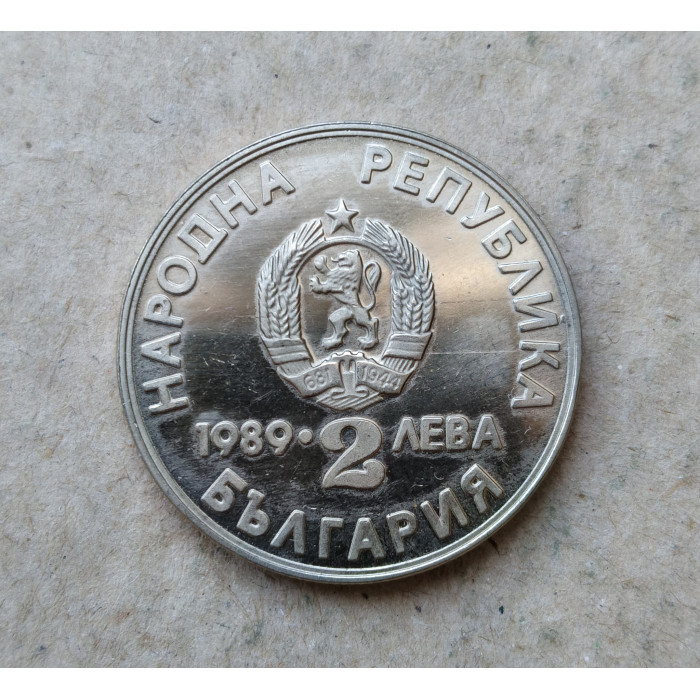 НАРОДНА РЕПУБЛИКА
681 1944
1989·2 ЛЕВА
БЪЛГАРИЯ